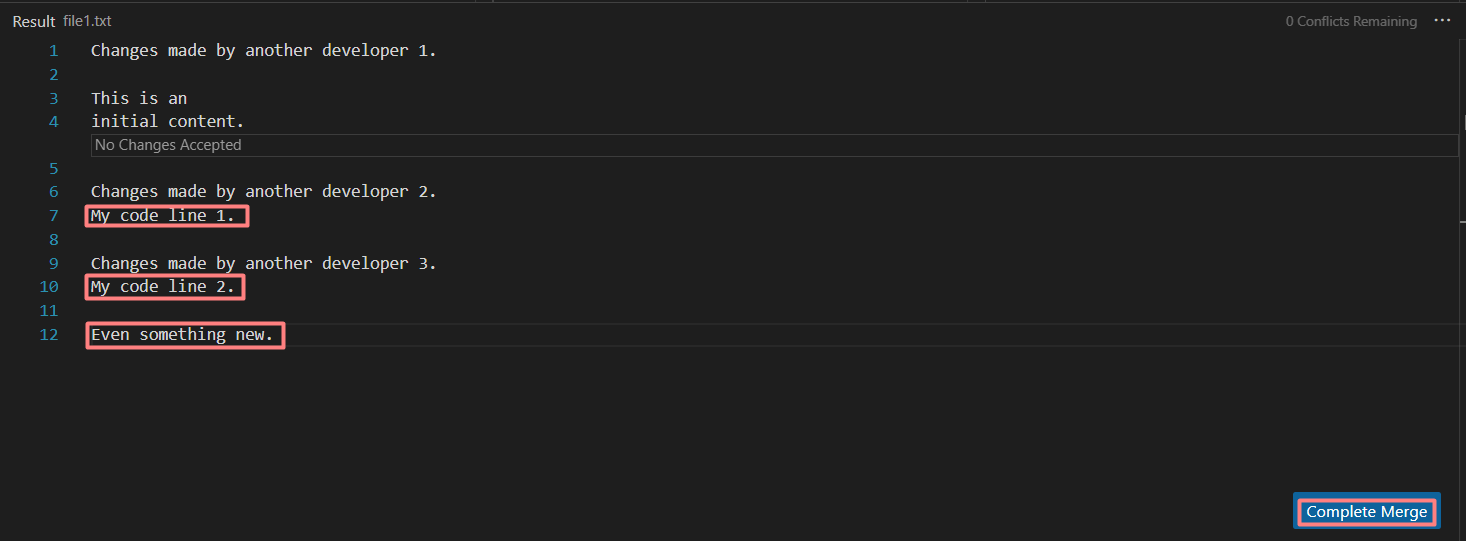 Result file1.txt 0 Conflicts Remaining ...
1 Changes made by another developer 1.
2
3 This is an
4 initial content.
No Changes Accepted
5
6 Changes made by another developer 2.
7 My code line 1.
8
9 Changes made by another developer 3.
10 My code line 2.
11
12 Even something new.
Complete Merge